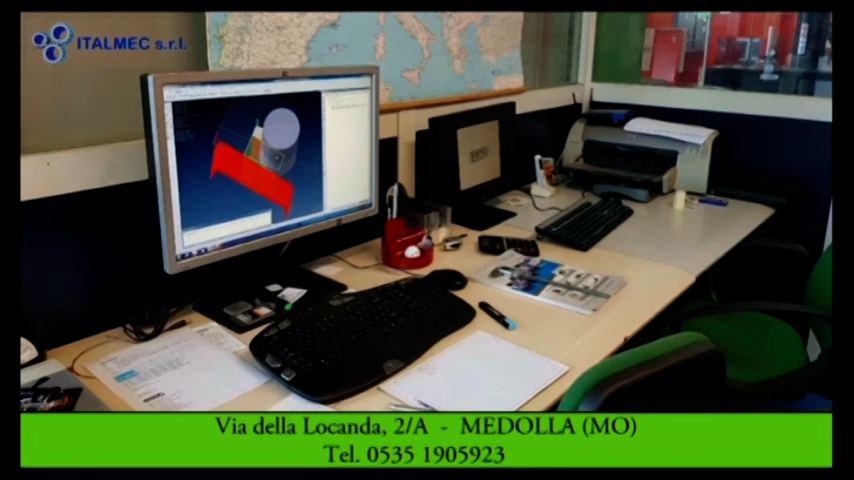 ITALMEC s.r.l.
Via della Locanda, 2/A - MEDOLLA (MO)
Tel. 0535 1905923